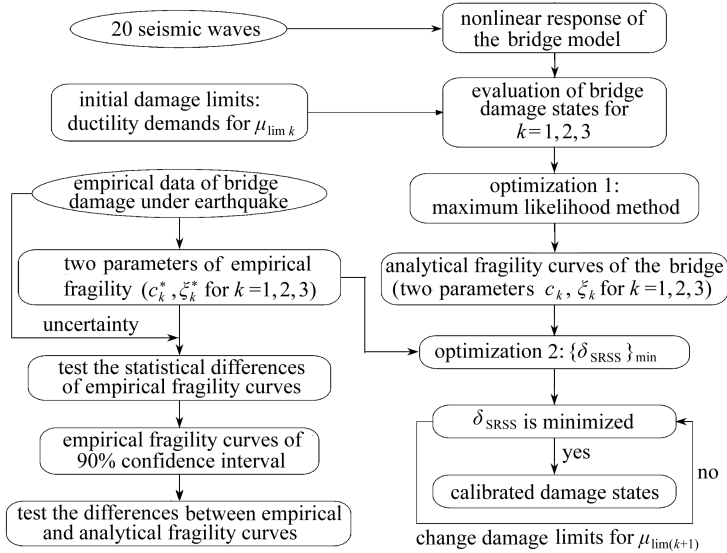 20 seismic waves
nonlinear response of
the bridge model
initial damage limits:
ductility demands for μlim k
evaluation of bridge
damage states for
k=1,2,3
empirical data of bridge
damage under earthquake
optimization 1:
maximum likelihood method
two parameters of empirical
fragility (c*k, ξ*k for k=1,2,3)
analytical fragility curves of the bridge
(two parameters ck, ξk for k=1,2,3)
uncertainty
optimization 2: {δSRSS}min
test the statistical differences
of empirical fragility curves
δSRSS is minimized
empirical fragility curves of
90% confidence interval
yes
no
calibrated damage states
test the differences between empirical
and analytical fragility curves
change damage limits for μlim(k+1)